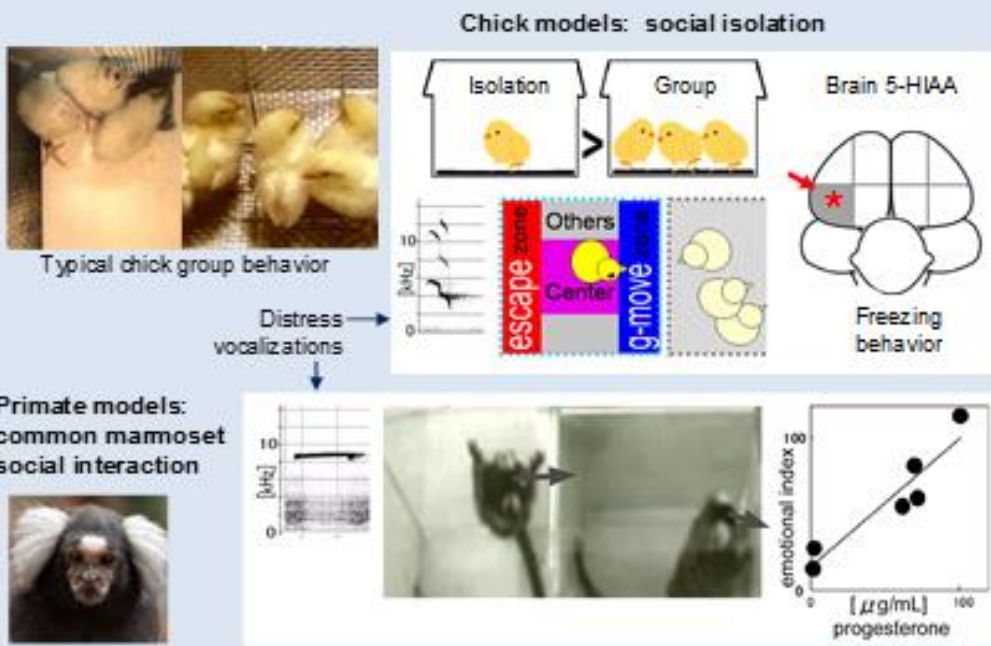 Chick models: social isolation
Isolation
Group
Brain 5-HIAA
>
*
Typical chick group behavior
10
[kHz]
0
escape zone
Others
Center
g-move zone
Freezing
behavior
Distress
vocalizations
Primate models:
common marmoset
social interaction
10
[kHz]
0
100
emotional index
0
0
[μg/mL]
100
progesterone